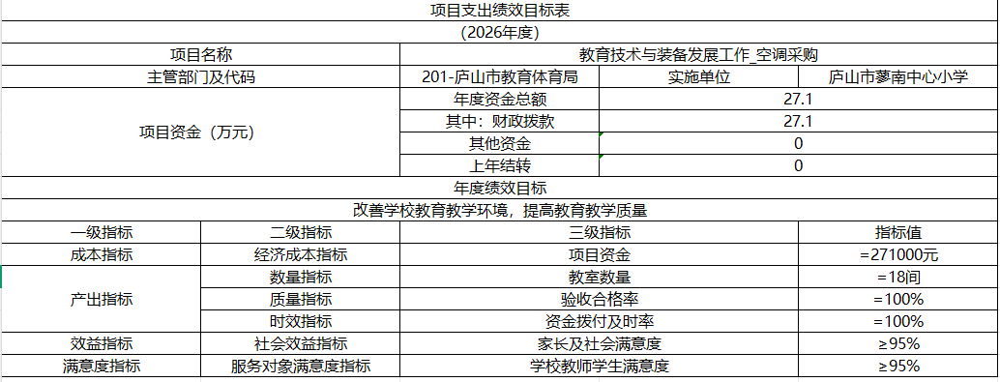 项目支出绩效目标表
（2026年度）
项目名称 教育技术与装备发展工作_空调采购
主管部门及代码 201-庐山市教育体育局 实施单位 庐山市蓼南中心小学
项目资金（万元） 年度资金总额 27.1
其中：财政拨款 27.1
其他资金 0
上年结转 0
年度绩效目标
改善学校教育教学环境，提高教育教学质量
一级指标 二级指标 三级指标 指标值
成本指标 经济成本指标 项目资金 =271000元
产出指标 数量指标 教室数量 =18间
质量指标 验收合格率 =100%
时效指标 资金拨付及时率 =100%
效益指标 社会效益指标 家长及社会满意度 ≥95%
满意度指标 服务对象满意度指标 学校教师学生满意度 ≥95%